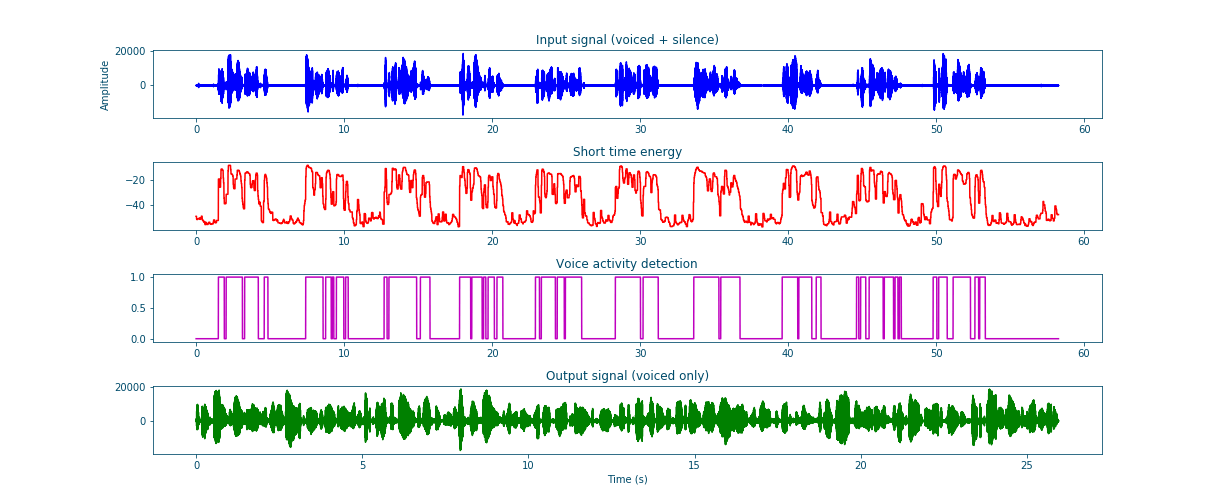 Input signal (voiced + silence)
20000
0
Amplitude
0 10 20 30 40 50 60
Short time energy
−20
−40
0 10 20 30 40 50 60
Voice activity detection
1.0
0.5
0.0
0 10 20 30 40 50 60
Output signal (voiced only)
20000
0
0 5 10 15 20 25
Time (s)